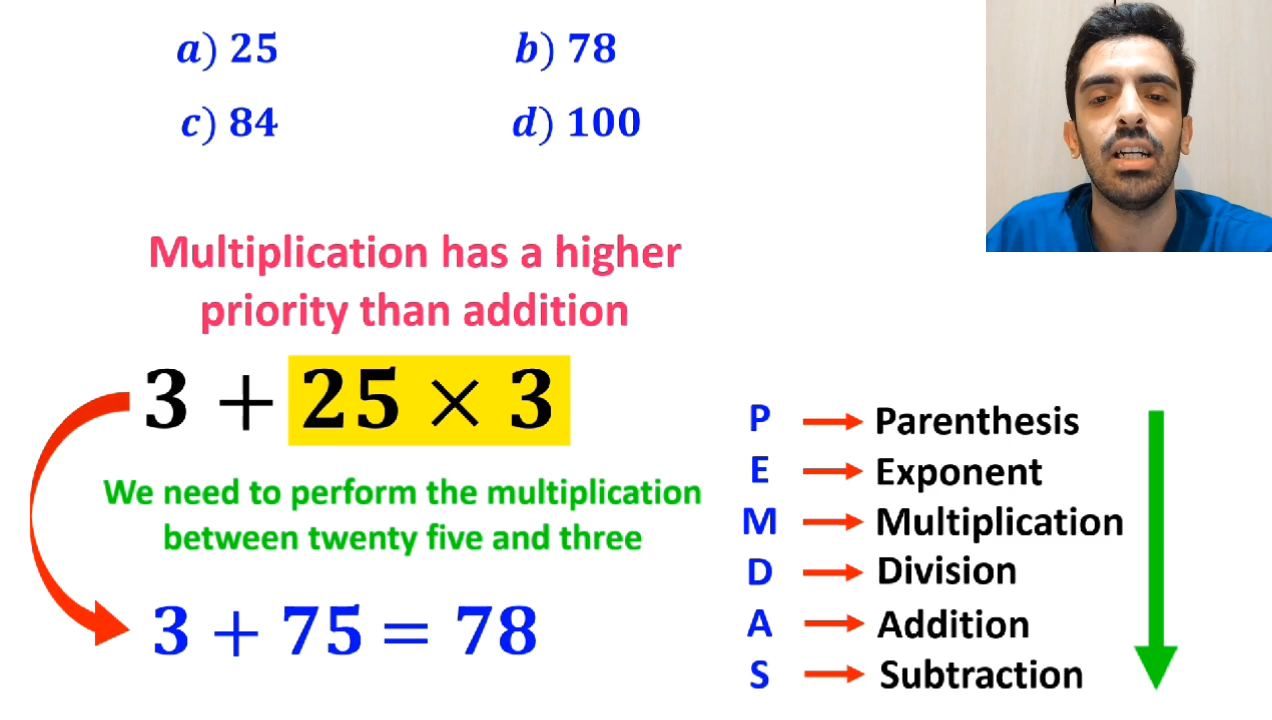 a) 25 b) 78
c) 84 d) 100
Multiplication has a higher
priority than addition
3 + 25 × 3
We need to perform the multiplication
between twenty five and three
3 + 75 = 78
P → Parenthesis
E → Exponent
M → Multiplication
D → Division
A → Addition
S → Subtraction